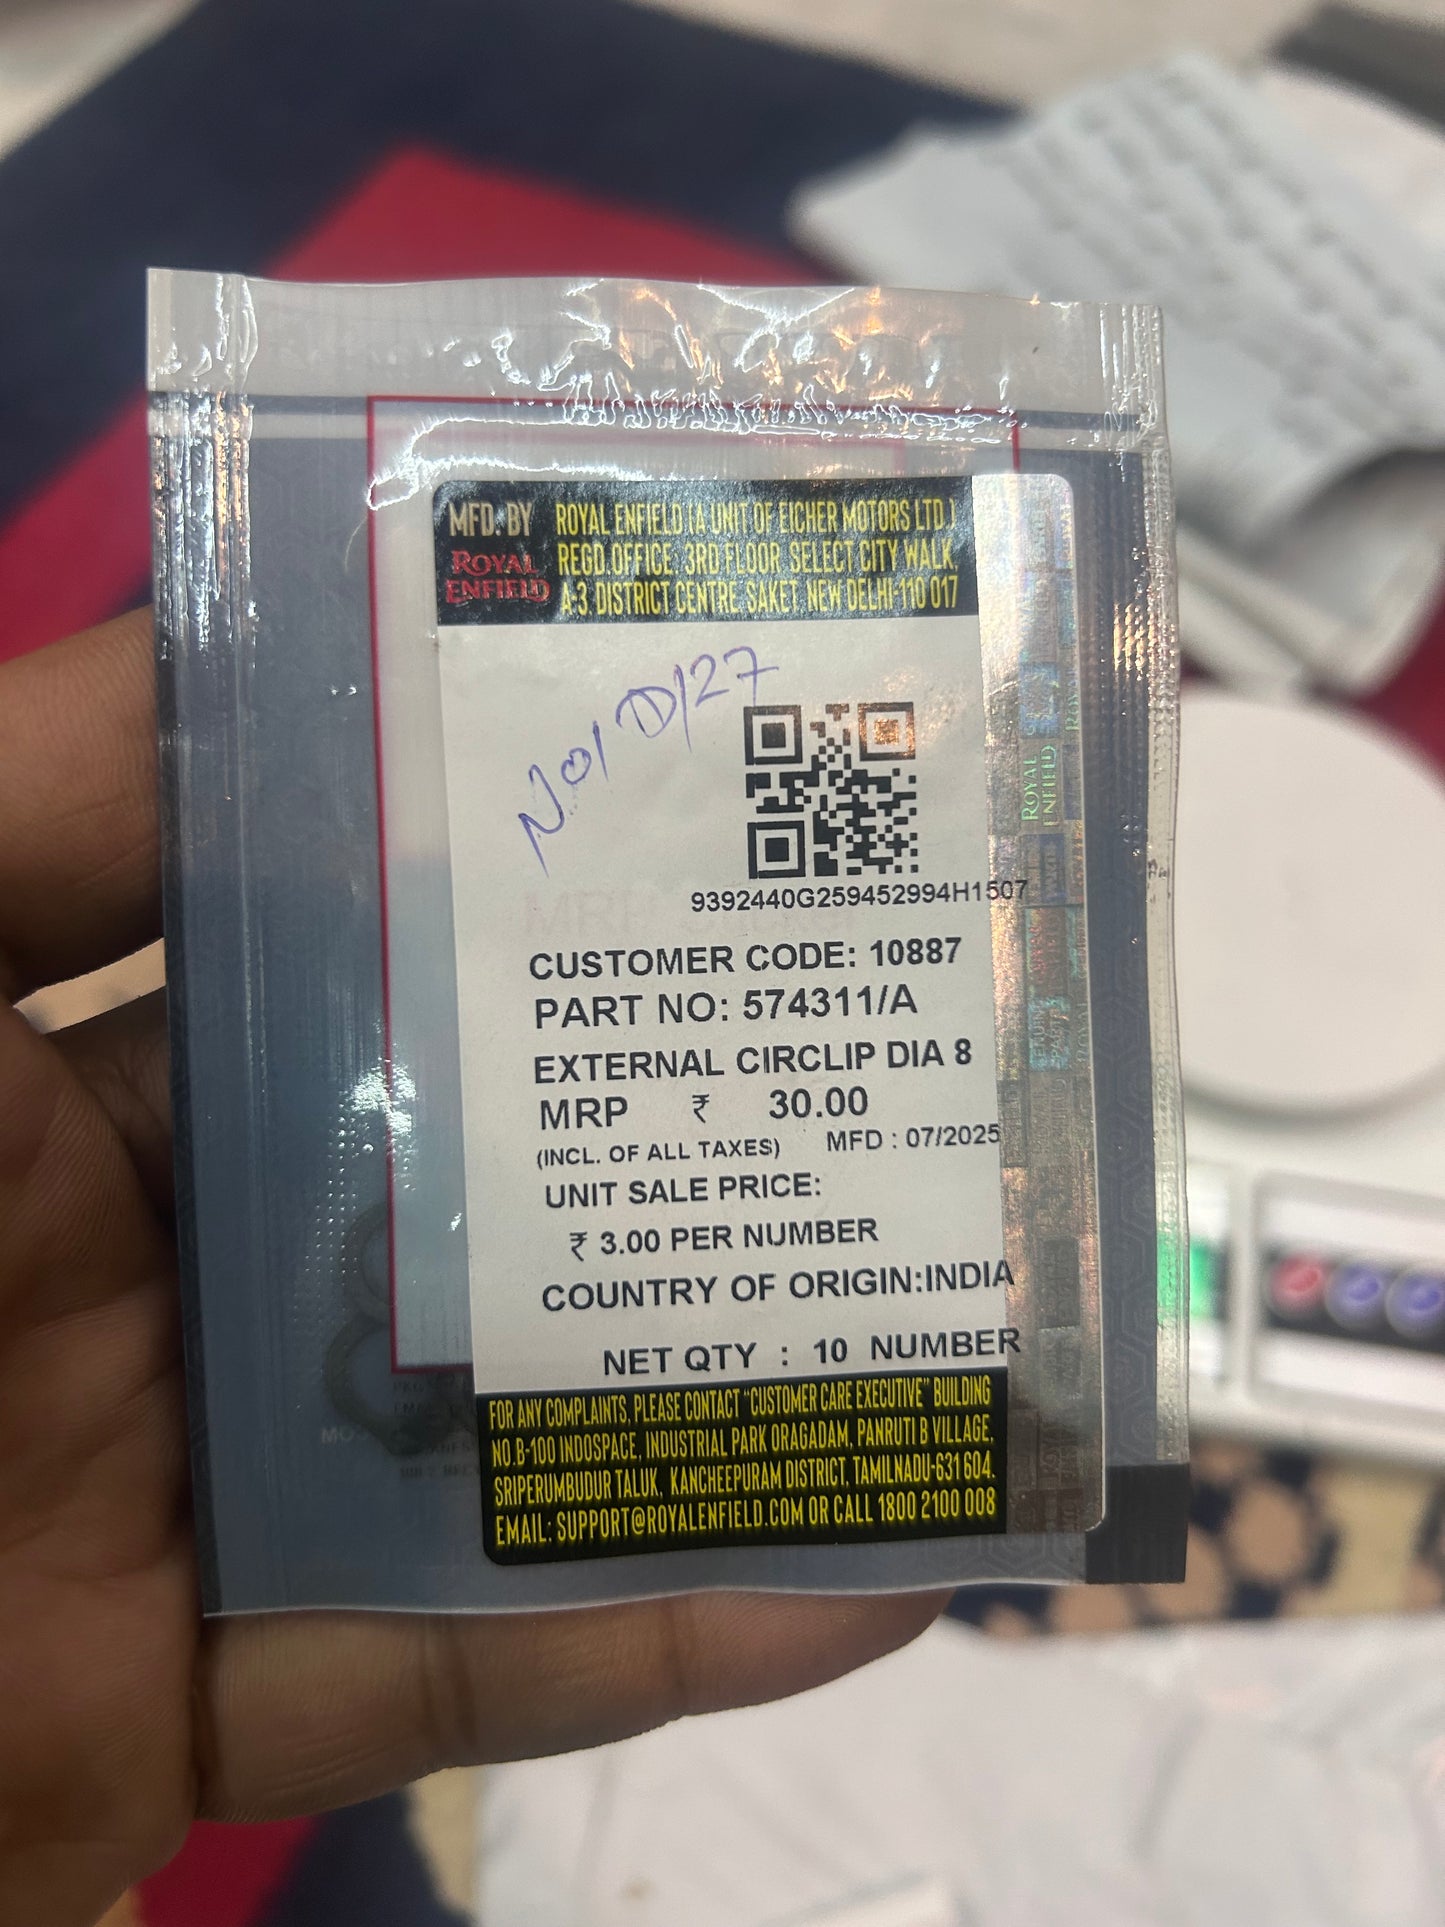 MFD. BY
ROYAL ENFIELD
ROYAL ENFIELD (A UNIT OF EICHER MOTORS LTD.)
REGD.OFFICE: 3RD FLOOR SELECT CITY WALK,
A-3 DISTRICT CENTRE SAKET, NEW DELHI-110 017
N.01 D/27
9392440G259452994H1507
CUSTOMER CODE: 10887
PART NO: 574311/A
EXTERNAL CIRCLIP DIA 8
MRP ₹ 30.00
(INCL. OF ALL TAXES) MFD : 07/2025
UNIT SALE PRICE:
₹ 3.00 PER NUMBER
COUNTRY OF ORIGIN:INDIA
NET QTY : 10 NUMBER
FOR ANY COMPLAINTS, PLEASE CONTACT "CUSTOMER CARE EXECUTIVE" BUILDING
NO.B-100 INDOSPACE, INDUSTRIAL PARK ORAGADAM, PANRUTI B VILLAGE,
SRIPERUMBUDUR TALUK, KANCHEEPURAM DISTRICT, TAMILNADU-631 604.
EMAIL: SUPPORT@ROYALENFIELD.COM OR CALL 1800 2100 008
ROYAL
ENFIELD